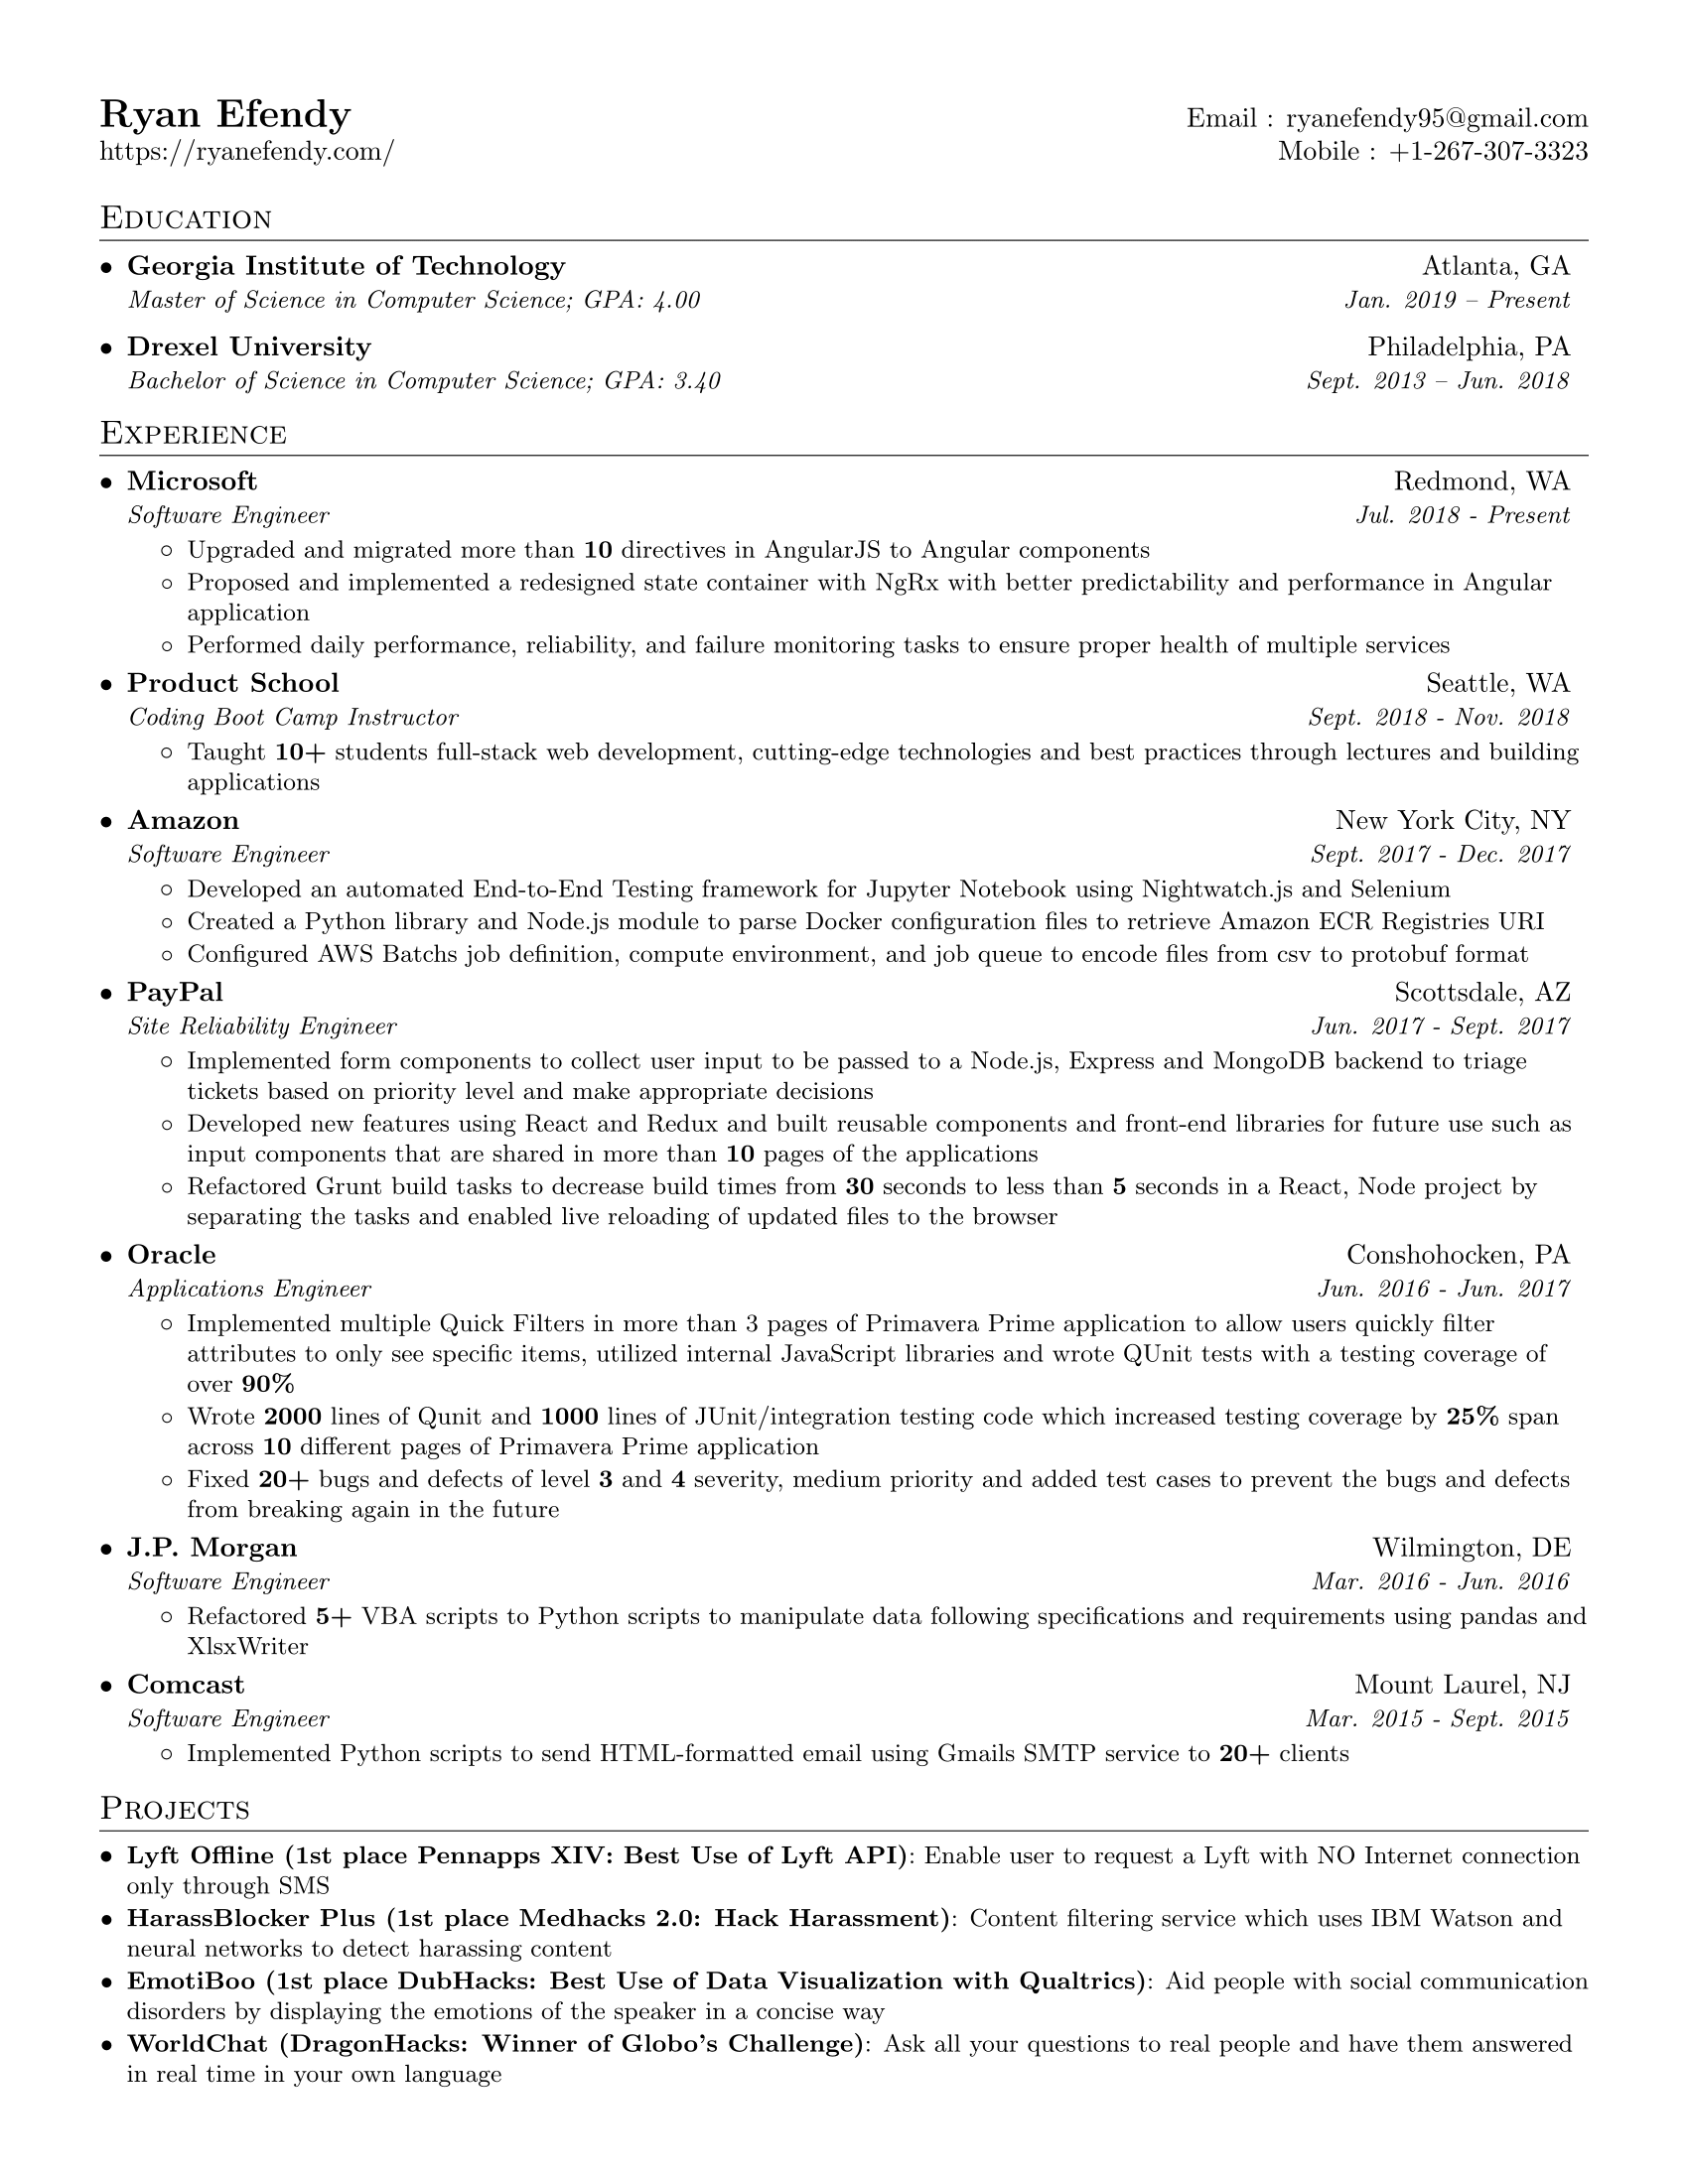 Ryan Efendy
Email : ryanefendy95@gmail.com
https://ryanefendy.com/
Mobile : +1-267-307-3323
Education
• Georgia Institute of Technology
Atlanta, GA
Master of Science in Computer Science; GPA: 4.00
Jan. 2019 – Present
• Drexel University
Philadelphia, PA
Bachelor of Science in Computer Science; GPA: 3.40
Sept. 2013 – Jun. 2018
Experience
• Microsoft
Redmond, WA
Software Engineer
Jul. 2018 - Present
◦ Upgraded and migrated more than 10 directives in AngularJS to Angular components
◦ Proposed and implemented a redesigned state container with NgRx with better predictability and performance in Angular
application
◦ Performed daily performance, reliability, and failure monitoring tasks to ensure proper health of multiple services
• Product School
Seattle, WA
Coding Boot Camp Instructor
Sept. 2018 - Nov. 2018
◦ Taught 10+ students full-stack web development, cutting-edge technologies and best practices through lectures and building
applications
• Amazon
New York City, NY
Software Engineer
Sept. 2017 - Dec. 2017
◦ Developed an automated End-to-End Testing framework for Jupyter Notebook using Nightwatch.js and Selenium
◦ Created a Python library and Node.js module to parse Docker configuration files to retrieve Amazon ECR Registries URI
◦ Configured AWS Batchs job definition, compute environment, and job queue to encode files from csv to protobuf format
• PayPal
Scottsdale, AZ
Site Reliability Engineer
Jun. 2017 - Sept. 2017
◦ Implemented form components to collect user input to be passed to a Node.js, Express and MongoDB backend to triage
tickets based on priority level and make appropriate decisions
◦ Developed new features using React and Redux and built reusable components and front-end libraries for future use such as
input components that are shared in more than 10 pages of the applications
◦ Refactored Grunt build tasks to decrease build times from 30 seconds to less than 5 seconds in a React, Node project by
separating the tasks and enabled live reloading of updated files to the browser
• Oracle
Conshohocken, PA
Applications Engineer
Jun. 2016 - Jun. 2017
◦ Implemented multiple Quick Filters in more than 3 pages of Primavera Prime application to allow users quickly filter
attributes to only see specific items, utilized internal JavaScript libraries and wrote QUnit tests with a testing coverage of
over 90%
◦ Wrote 2000 lines of Qunit and 1000 lines of JUnit/integration testing code which increased testing coverage by 25% span
across 10 different pages of Primavera Prime application
◦ Fixed 20+ bugs and defects of level 3 and 4 severity, medium priority and added test cases to prevent the bugs and defects
from breaking again in the future
• J.P. Morgan
Wilmington, DE
Software Engineer
Mar. 2016 - Jun. 2016
◦ Refactored 5+ VBA scripts to Python scripts to manipulate data following specifications and requirements using pandas and
XlsxWriter
• Comcast
Mount Laurel, NJ
Software Engineer
Mar. 2015 - Sept. 2015
◦ Implemented Python scripts to send HTML-formatted email using Gmails SMTP service to 20+ clients
Projects
• Lyft Offline (1st place Pennapps XIV: Best Use of Lyft API): Enable user to request a Lyft with NO Internet connection
only through SMS
• HarassBlocker Plus (1st place Medhacks 2.0: Hack Harassment): Content filtering service which uses IBM Watson and
neural networks to detect harassing content
• EmotiBoo (1st place DubHacks: Best Use of Data Visualization with Qualtrics): Aid people with social communication
disorders by displaying the emotions of the speaker in a concise way
• WorldChat (DragonHacks: Winner of Globo's Challenge): Ask all your questions to real people and have them answered
in real time in your own language